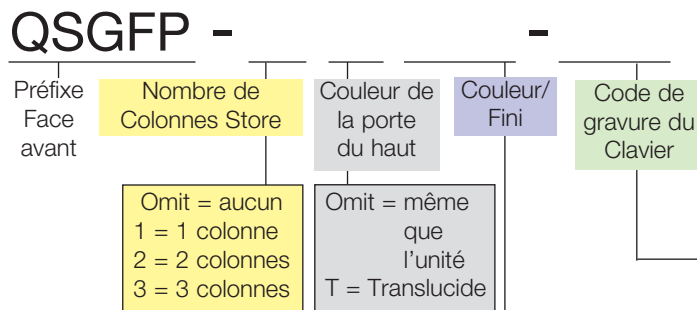 QSGFP - -
Préfixe
Face
avant
Nombre de
Colonnes Store
Couleur de
la porte
du haut
Couleur/
Fini
Code de
gravure du
Clavier
Omit = aucun
1 = 1 colonne
2 = 2 colonnes
3 = 3 colonnes
Omit = même
que
l'unité
T = Translucide